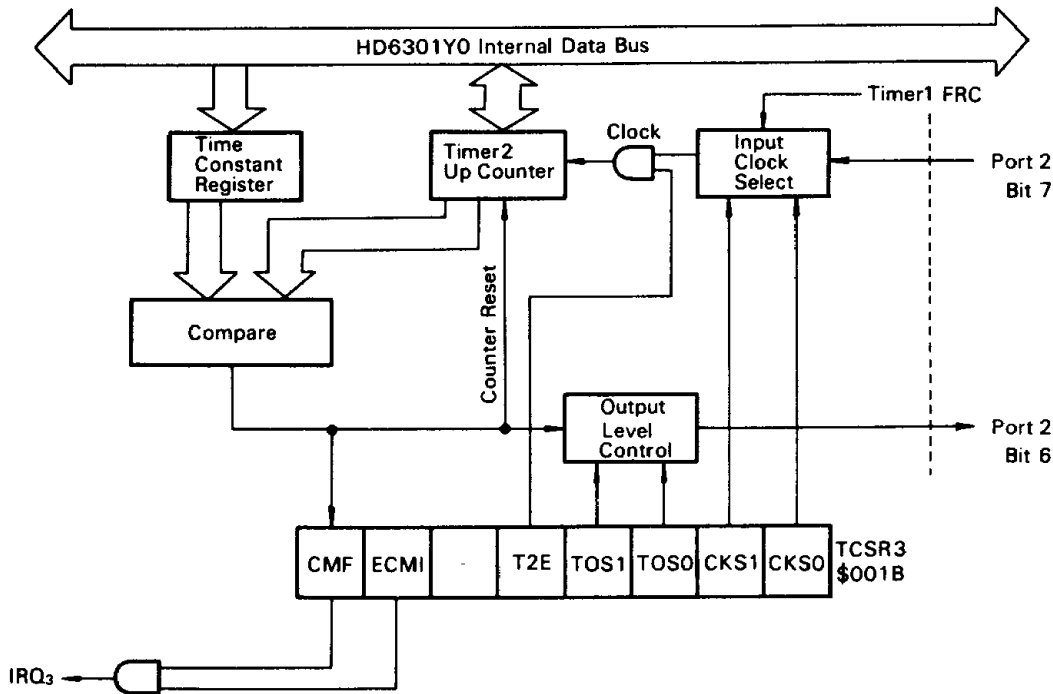 HD6301Y0 Internal Data Bus
Timer1 FRC
Clock
Time
Constant
Register
Timer2
Up Counter
Input
Clock
Select
Port 2
Bit 7
Counter Reset
Compare
Output
Level
Control
Port 2
Bit 6
CMF ECMI - T2E TOS1 TOS0 CKS1 CKS0
TCSR3
$001B
IRQ₃